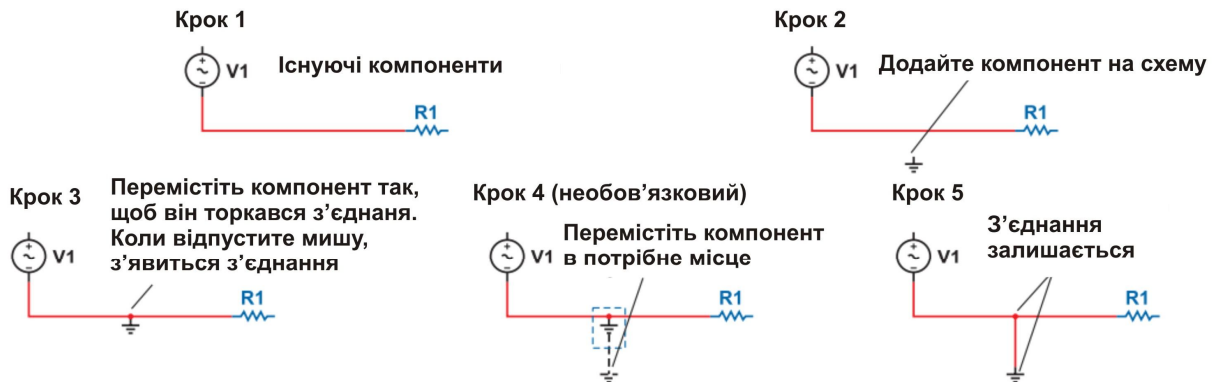 Крок 1
V1
Існуючі компоненти
R1
Крок 2
V1
Додайте компонент на схему
R1
Крок 3
Перемістіть компонент так,
щоб він торкався з’єднаня.
Коли відпустите мишу,
з’явиться з’єднання
V1
R1
Крок 4 (необов’язковий)
V1
Перемістіть компонент
в потрібне місце
R1
Крок 5
V1
З’єднання
залишається
R1